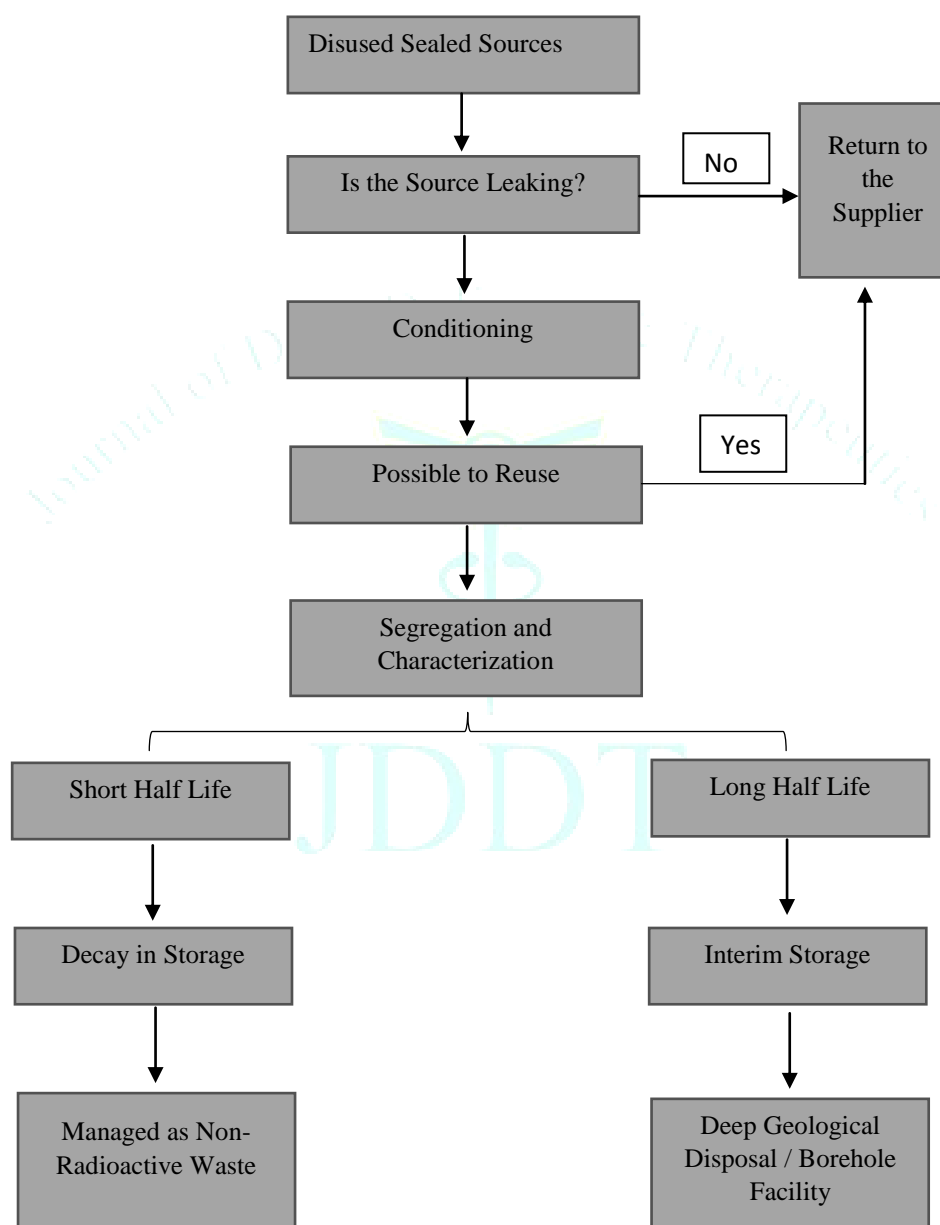 Disused Sealed Sources
Is the Source Leaking?
No
Return to
the
Supplier
Conditioning
Possible to Reuse
Yes
Segregation and
Characterization
Short Half Life
Long Half Life
Decay in Storage
Interim Storage
Managed as Non-
Radioactive Waste
Deep Geological
Disposal / Borehole
Facility
JDDT